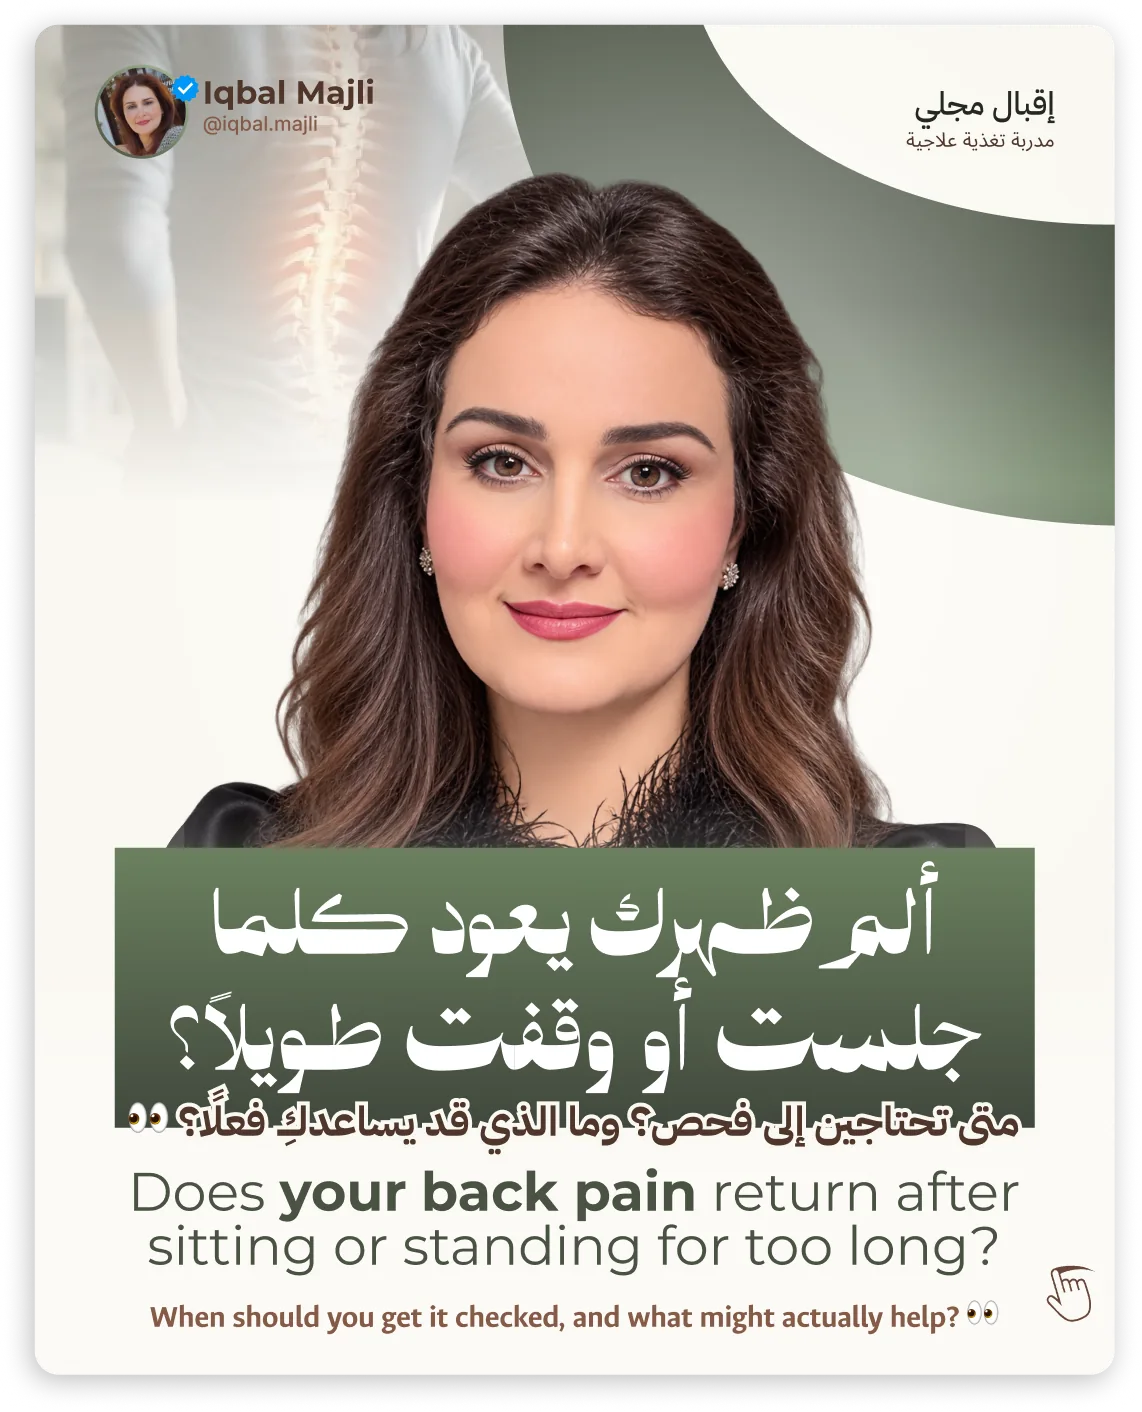 Iqbal Majli
@iqbal.majli
إقبال مجلي
مدربة تغذية علاجية
ألم ظهرك يعود كلما
جلست أو وقفت طويلاً؟
متى تحتاجين إلى فحص؟ وما الذي قد يساعدكِ فعلًا؟ 👀
Does your back pain return after
sitting or standing for too long?
When should you get it checked, and what might actually help? 👀